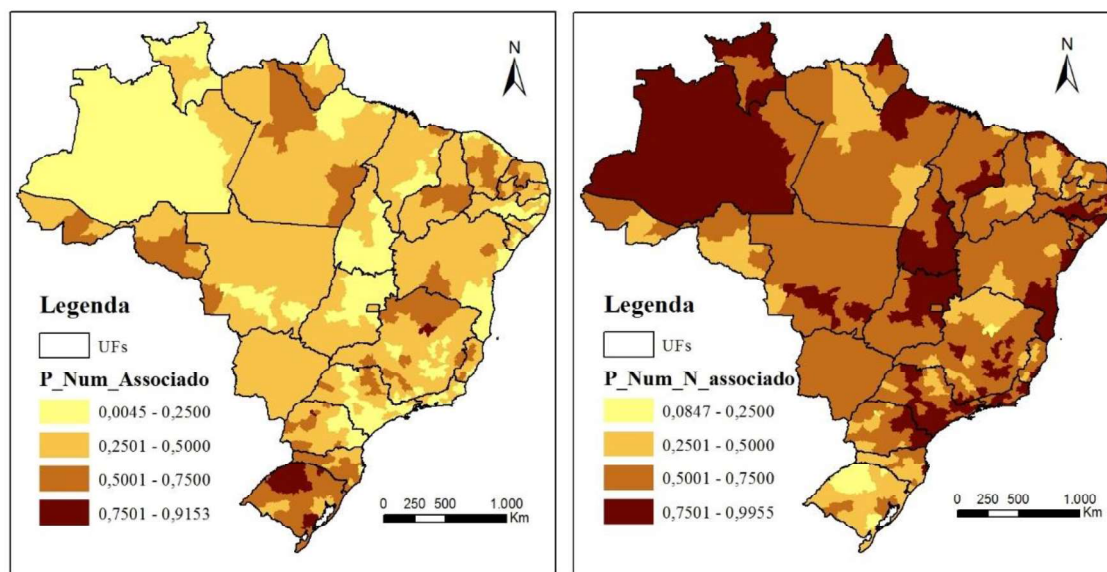 N
Legenda
UFs
P_Num_Associado
0,0045 - 0,2500
0,2501 - 0,5000
0,5001 - 0,7500
0,7501 - 0,9153
0 250 500 1.000
Km
N
Legenda
UFs
P_Num_N_associado
0,0847 - 0,2500
0,2501 - 0,5000
0,5001 - 0,7500
0,7501 - 0,9955
0 250 500 1.000
Km